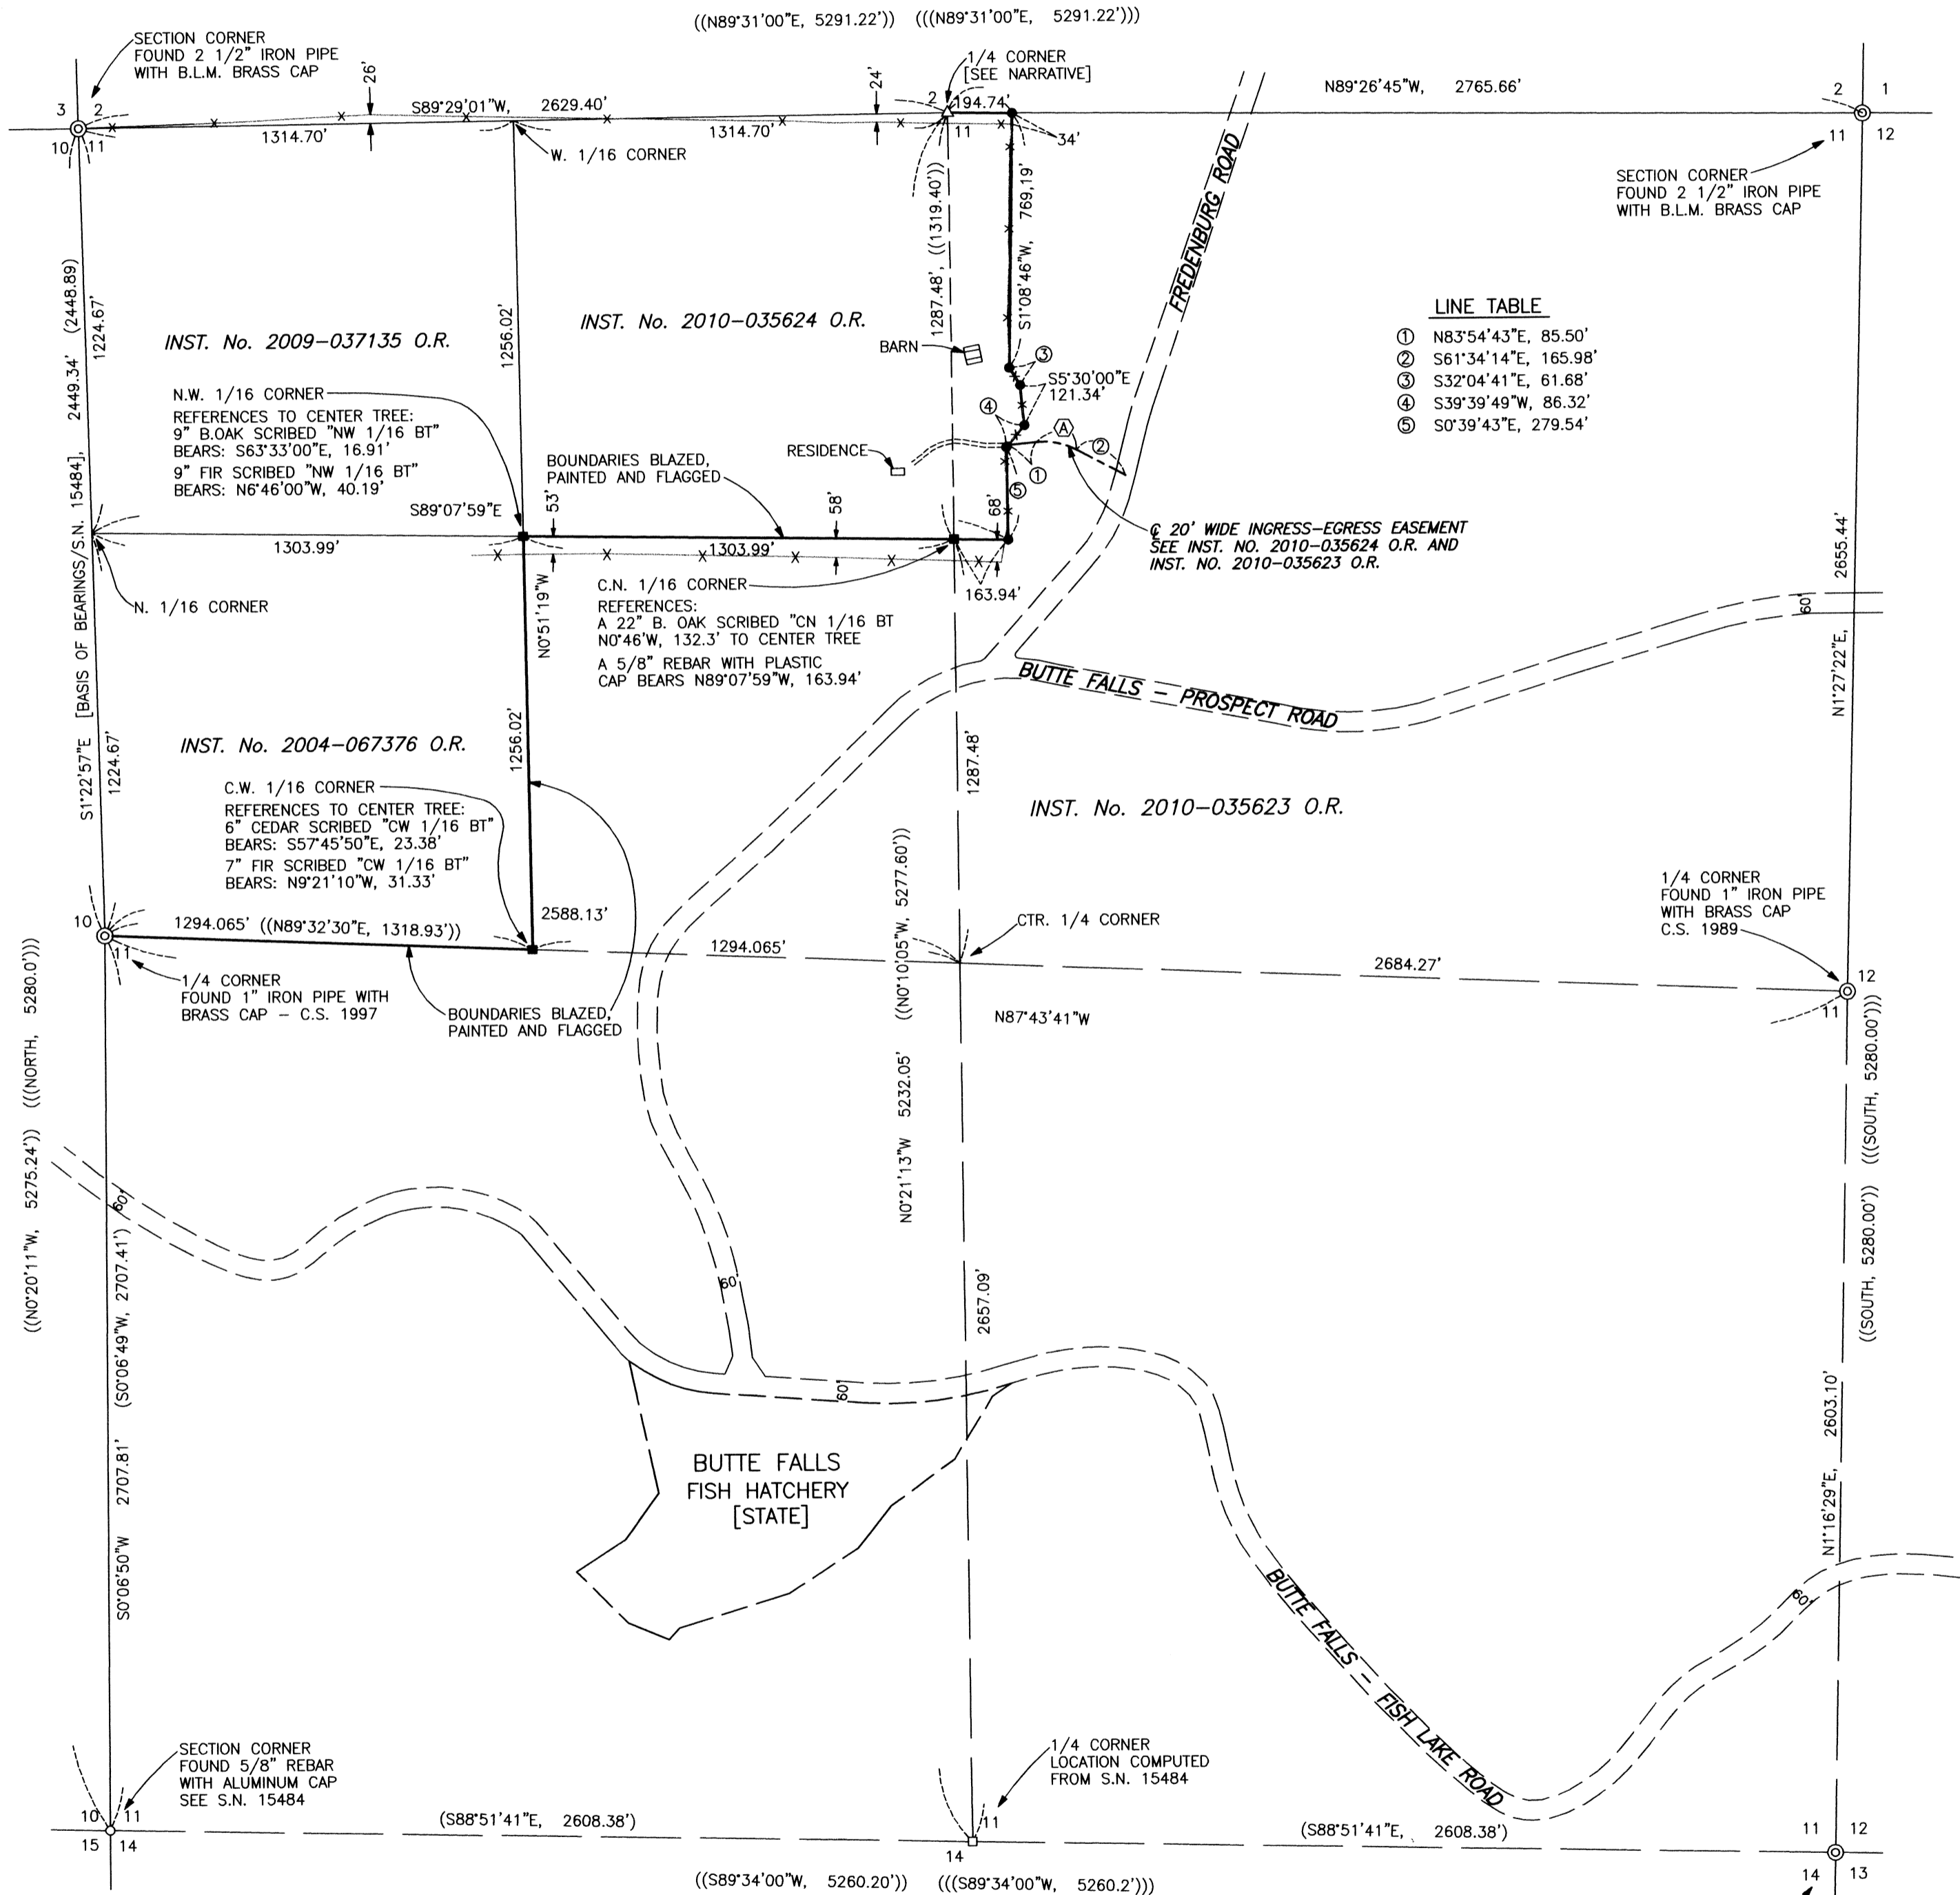 ((N89°31'00"E, 5291.22')) (((N89°31'00"E, 5291.22')))
SECTION CORNER
FOUND 2 1/2" IRON PIPE
WITH B.L.M. BRASS CAP
26'
24'
1/4 CORNER
[SEE NARRATIVE]
3 2
10 11
S89°29'01"W, 2629.40'
1314.70'
1314.70'
W. 1/16 CORNER
2
11
194.74'
34'
N89°26'45"W, 2765.66'
2 1
11 12
SECTION CORNER
FOUND 2 1/2" IRON PIPE
WITH B.L.M. BRASS CAP
FREDENBURG ROAD
1287.48', ((1319.40'))
S1°08'46"W, 769.19'
1224.67'
S1°22'57"E [BASIS OF BEARINGS/S.N. 15484], 2449.34' (2448.89)
1256.02'
INST. No. 2009-037135 O.R.
INST. No. 2010-035624 O.R.
BARN
LINE TABLE
① N83°54'43"E, 85.50'
② S61°34'14"E, 165.98'
③ S32°04'41"E, 61.68'
④ S39°39'49"W, 86.32'
⑤ S0°39'43"E, 279.54'
③
S5°30'00"E
121.34'
④
A
②
①
⑤
RESIDENCE
N.W. 1/16 CORNER
REFERENCES TO CENTER TREE:
9" B.OAK SCRIBED "NW 1/16 BT"
BEARS: S63°33'00"E, 16.91'
9" FIR SCRIBED "NW 1/16 BT"
BEARS: N6°46'00"W, 40.19'
BOUNDARIES BLAZED,
PAINTED AND FLAGGED
S89°07'59"E
53'
58'
68'
1303.99'
1303.99'
163.94'
℄ 20' WIDE INGRESS-EGRESS EASEMENT
SEE INST. NO. 2010-035624 O.R. AND
INST. NO. 2010-035623 O.R.
N. 1/16 CORNER
C.N. 1/16 CORNER
REFERENCES:
A 22" B. OAK SCRIBED "CN 1/16 BT
N0°46'W, 132.3' TO CENTER TREE
A 5/8" REBAR WITH PLASTIC
CAP BEARS N89°07'59"W, 163.94'
N0°51'19"W
2655.44'
N1°27'22"E,
60'
BUTTE FALLS - PROSPECT ROAD
1224.67'
1256.02'
1287.48'
INST. No. 2004-067376 O.R.
INST. No. 2010-035623 O.R.
C.W. 1/16 CORNER
REFERENCES TO CENTER TREE:
6" CEDAR SCRIBED "CW 1/16 BT"
BEARS: S57°45'50"E, 23.38'
7" FIR SCRIBED "CW 1/16 BT"
BEARS: N9°21'10"W, 31.33'
1/4 CORNER
FOUND 1" IRON PIPE
WITH BRASS CAP
C.S. 1989
10
11
1294.065' ((N89°32'30"E, 1318.93'))
2588.13'
1294.065'
CTR. 1/4 CORNER
2684.27'
12
11
1/4 CORNER
FOUND 1" IRON PIPE WITH
BRASS CAP - C.S. 1997
BOUNDARIES BLAZED,
PAINTED AND FLAGGED
N87°43'41"W
((N0°20'11"W, 5275.24')) (((NORTH, 5280.0')))
N0°21'13"W 5232.05' ((N0°10'05"W, 5277.60'))
((SOUTH, 5280.00')) (((SOUTH, 5280.00')))
60'
S0°06'50"W 2707.81' (S0°06'49"W, 2707.41')
60'
2657.09'
60'
N1°16'29"E, 2603.10'
BUTTE FALLS
FISH HATCHERY
[STATE]
BUTTE FALLS - FISH LAKE ROAD
60'
SECTION CORNER
FOUND 5/8" REBAR
WITH ALUMINUM CAP
SEE S.N. 15484
1/4 CORNER
LOCATION COMPUTED
FROM S.N. 15484
10 11
15 14
(S88°51'41"E, 2608.38')
11
14
(S88°51'41"E, 2608.38')
11 12
14 13
((S89°34'00"W, 5260.20')) (((S89°34'00"W, 5260.2')))